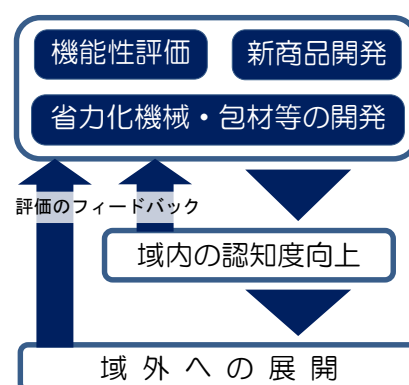 機能性評価
新商品開発
省力化機械・包材等の開発
評価のフィードバック
域内の認知度向上
域外への展開